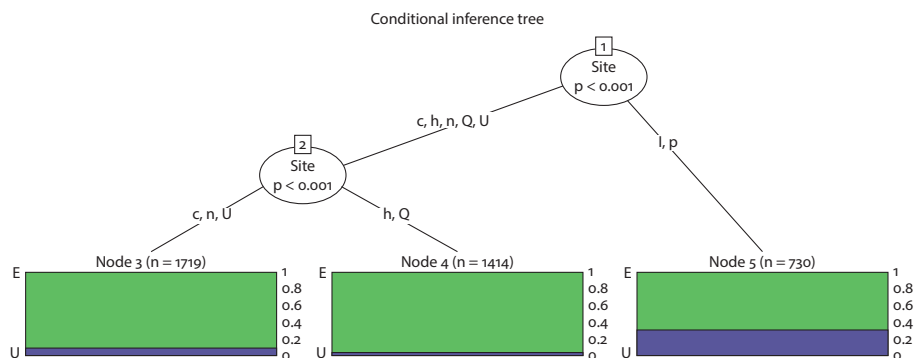 Conditional inference tree
1
Site
p < 0.001
c, h, n, Q, U
l, p
2
Site
p < 0.001
c, n, U
h, Q
Node 3 (n = 1719)
E
U
1
0.8
0.6
0.4
0.2
0
Node 4 (n = 1414)
E
U
1
0.8
0.6
0.4
0.2
0
Node 5 (n = 730)
E
U
1
0.8
0.6
0.4
0.2
0